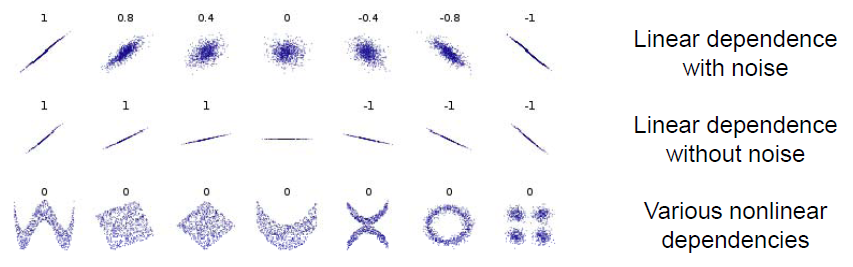 1 0.8 0.4 0 -0.4 -0.8 -1
Linear dependence
with noise
1 1 1 -1 -1 -1
Linear dependence
without noise
0 0 0 0 0 0 0
Various nonlinear
dependencies